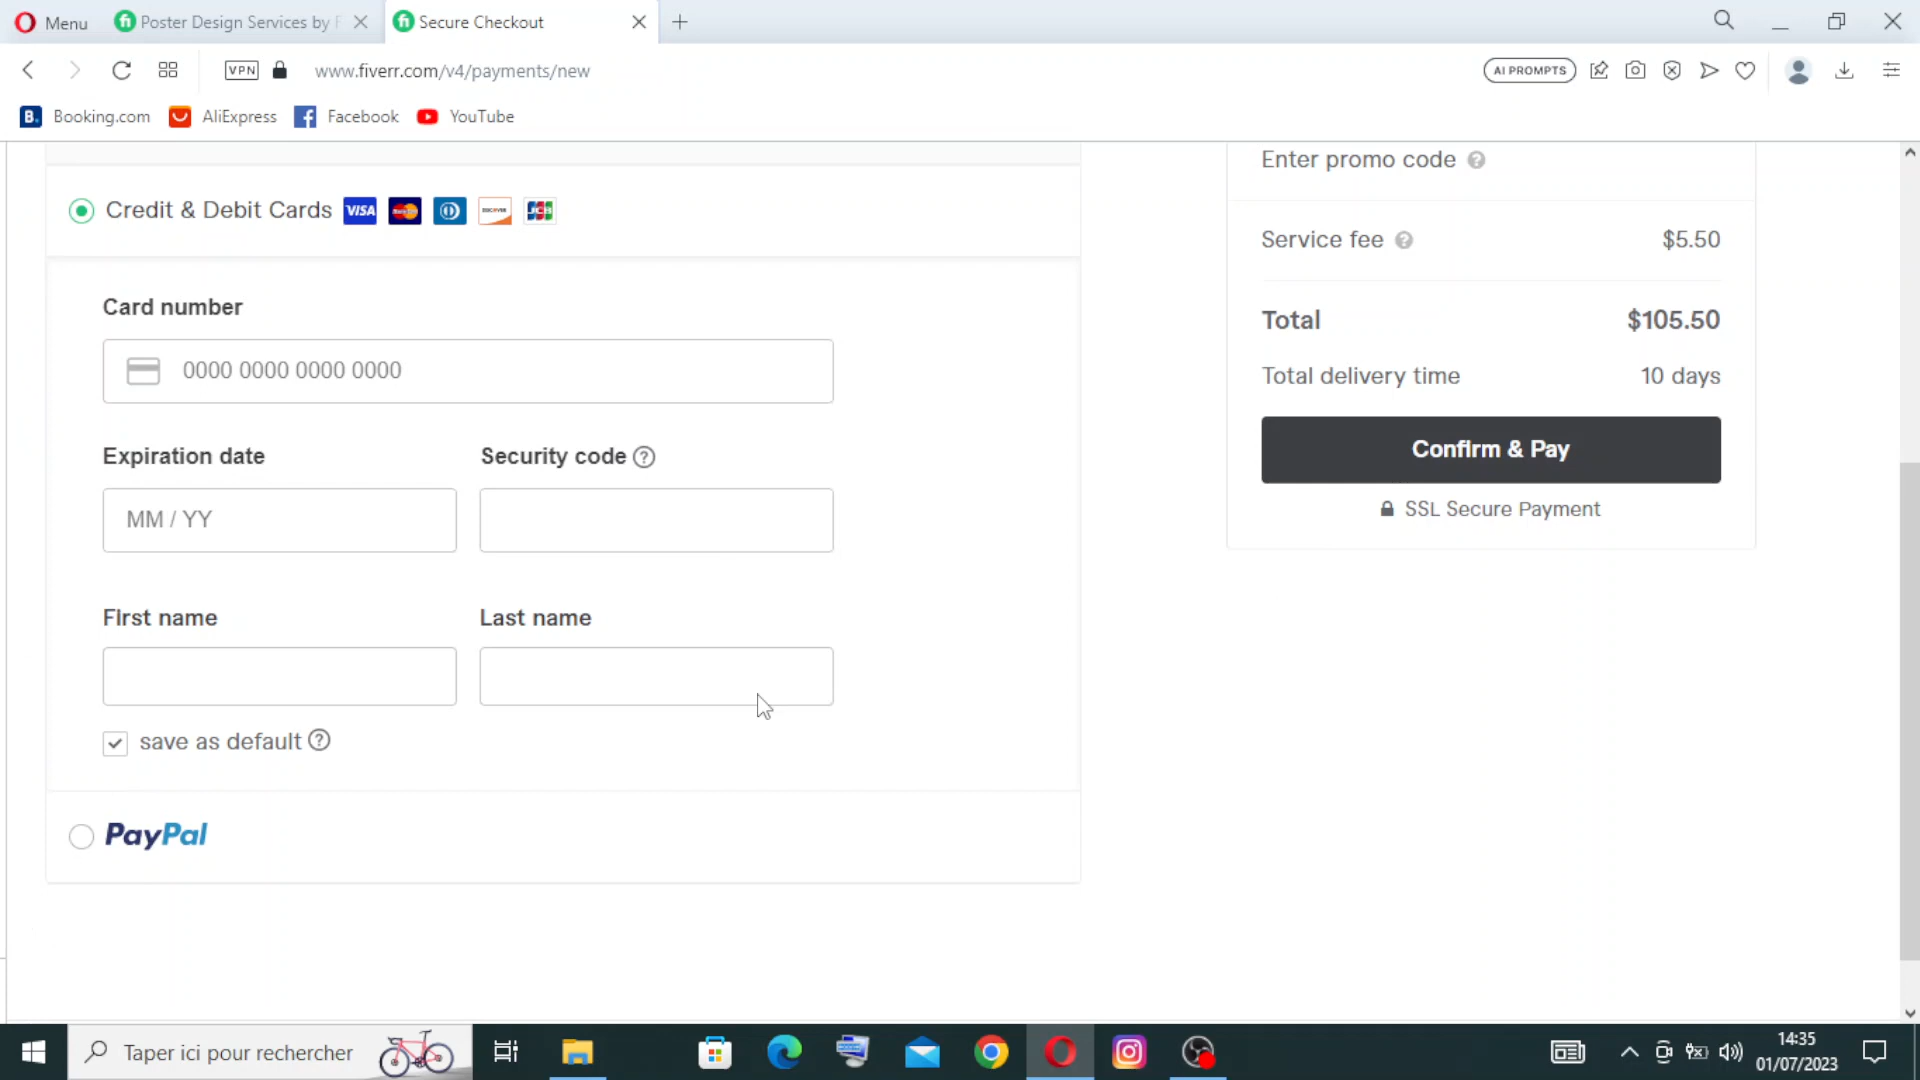 Menu
Poster Design Services by F
Secure Checkout
VPN
www.fiverr.com/v4/payments/new
AI PROMPTS
B.
Booking.com
AliExpress
Facebook
YouTube
Credit & Debit Cards
VISA
DISCOVER
JCB
Card number
0000 0000 0000 0000
Expiration date
Security code
MM / YY
First name
Last name
save as default
PayPal
Enter promo code
Service fee
$5.50
Total
$105.50
Total delivery time
10 days
Confirm & Pay
SSL Secure Payment
Taper ici pour rechercher
14:35
01/07/2023